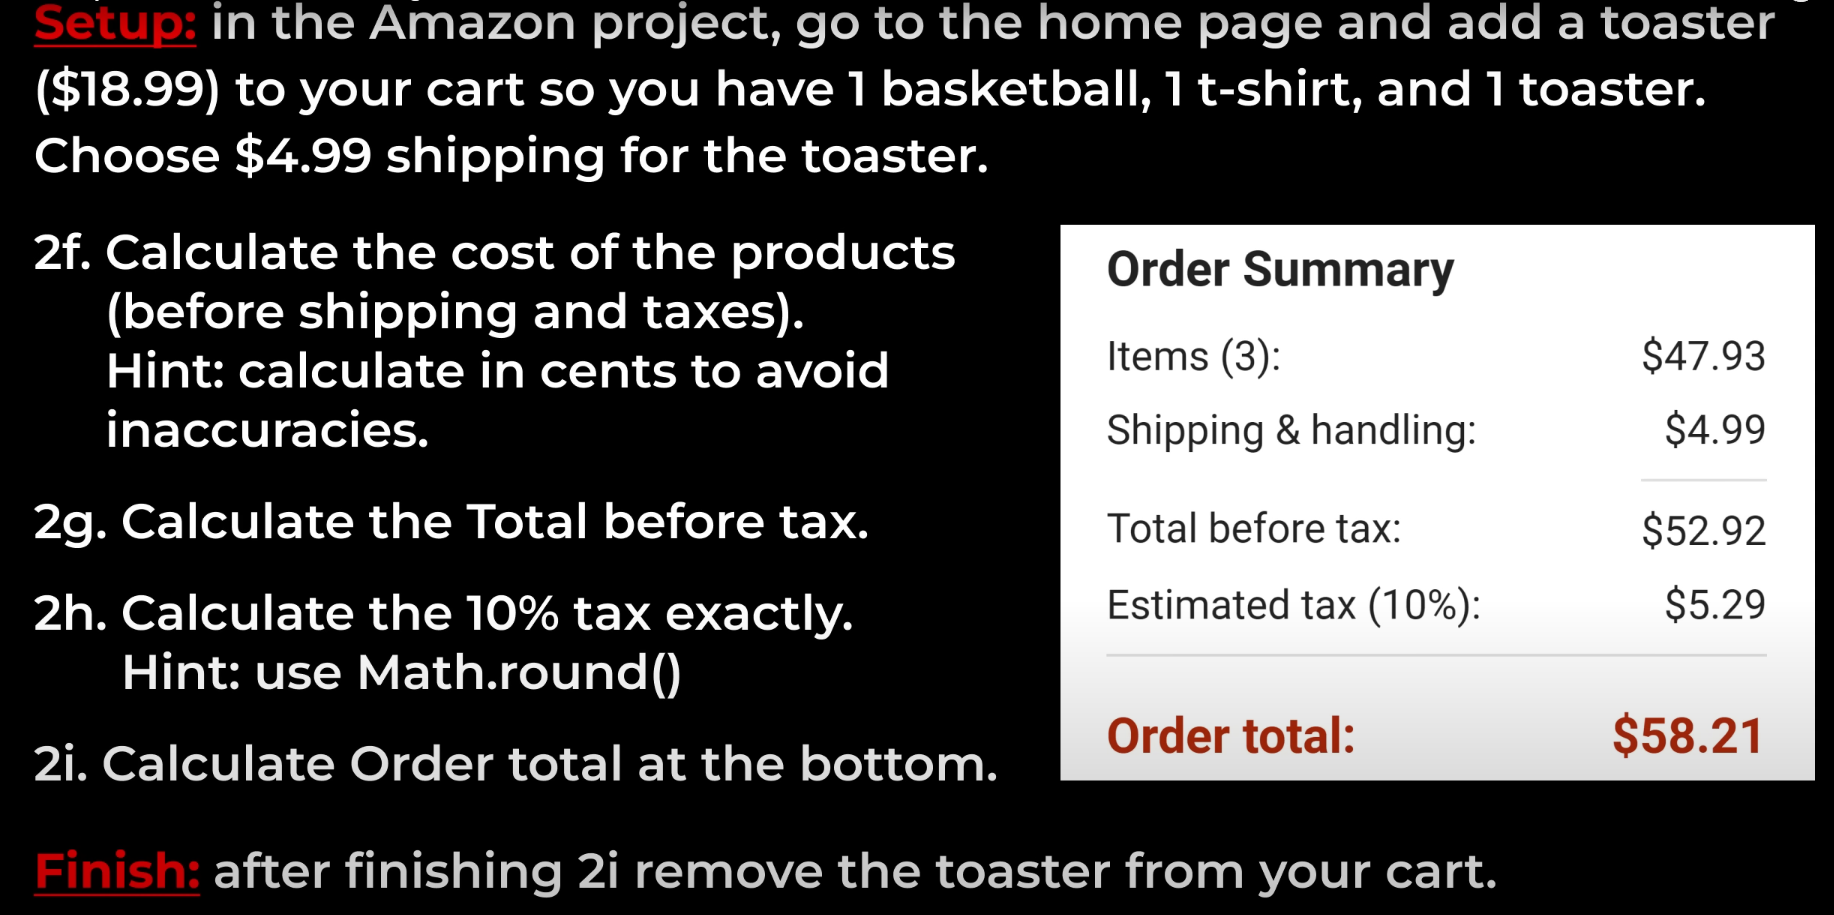 Setup: in the Amazon project, go to the home page and add a toaster
($18.99) to your cart so you have 1 basketball, 1 t-shirt, and 1 toaster.
Choose $4.99 shipping for the toaster.
2f. Calculate the cost of the products
(before shipping and taxes).
Hint: calculate in cents to avoid
inaccuracies.
2g. Calculate the Total before tax.
2h. Calculate the 10% tax exactly.
Hint: use Math.round()
2i. Calculate Order total at the bottom.
Order Summary
Items (3): $47.93
Shipping & handling: $4.99
Total before tax: $52.92
Estimated tax (10%): $5.29
Order total: $58.21
Finish: after finishing 2i remove the toaster from your cart.